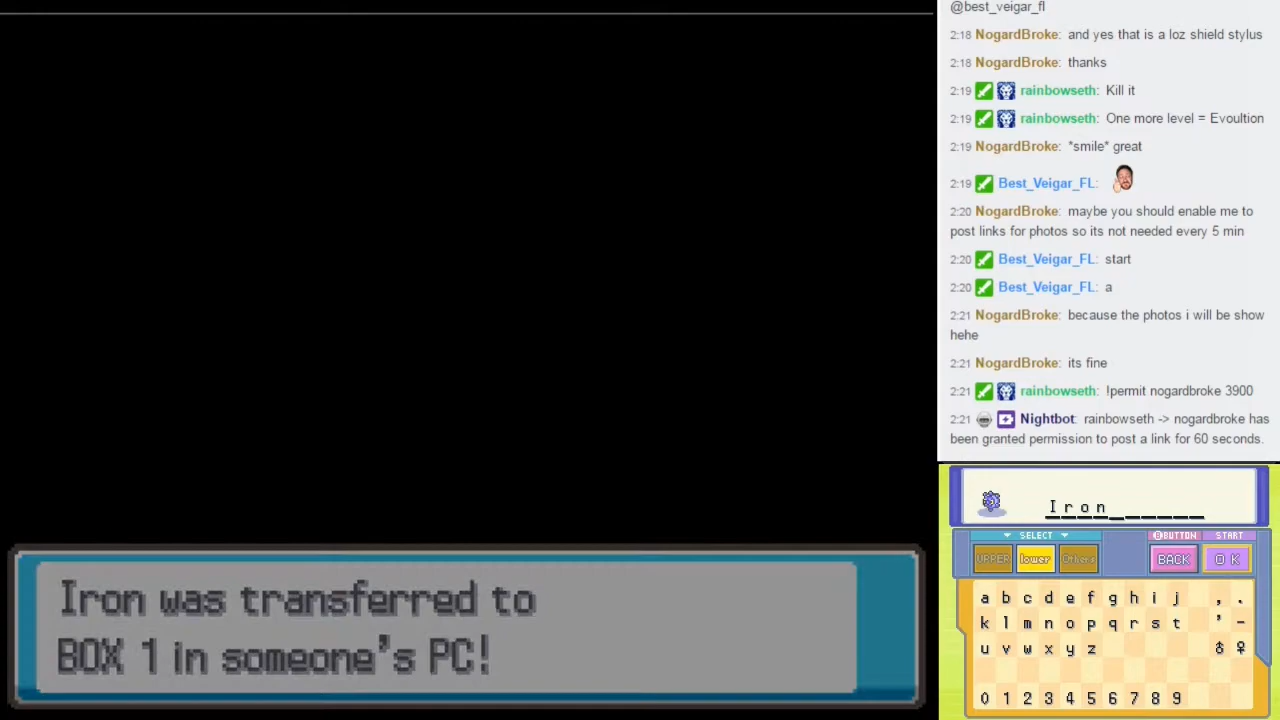 @best_veigar_fl
2:18 NogardBroke: and yes that is a loz shield stylus
2:18 NogardBroke: thanks
2:19 rainbowseth: Kill it
2:19 rainbowseth: One more level = Evoultion
2:19 NogardBroke: *smile* great
2:19 Best_Veigar_FL:
2:20 NogardBroke: maybe you should enable me to
post links for photos so its not needed every 5 min
2:20 Best_Veigar_FL: start
2:20 Best_Veigar_FL: a
2:21 NogardBroke: because the photos i will be show
hehe
2:21 NogardBroke: its fine
2:21 rainbowseth: !permit nogardbroke 3900
2:21 Nightbot: rainbowseth -> nogardbroke has
been granted permission to post a link for 60 seconds.
Iron was transferred to
BOX 1 in someone's PC!
Iron______
SELECT B BUTTON START
UPPER lower Others BACK OK
a b c d e f g h i j , .
k l m n o p q r s t ' -
u v w x y z ♂ ♀
0 1 2 3 4 5 6 7 8 9